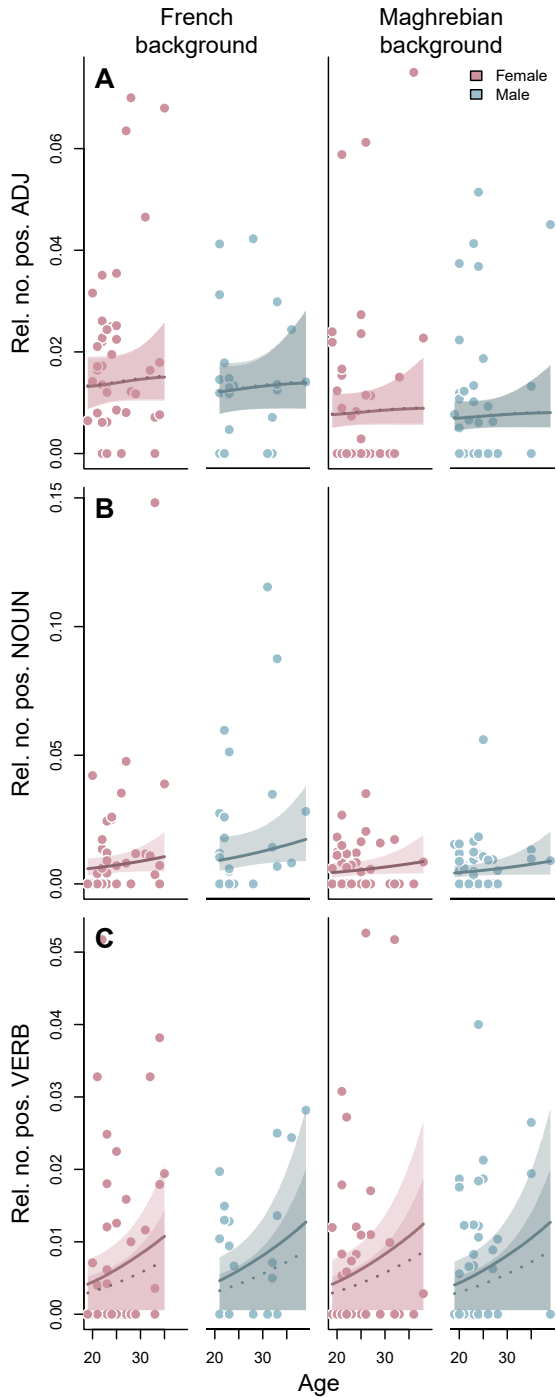 French background
Maghrebian background
A
Female
Male
Rel. no. pos. ADJ
0.06
0.04
0.02
0.00
B
Rel. no. pos. NOUN
0.15
0.10
0.05
0.00
C
Rel. no. pos. VERB
0.05
0.04
0.03
0.02
0.01
0.00
20 30 20 30 20 30 20 30
Age